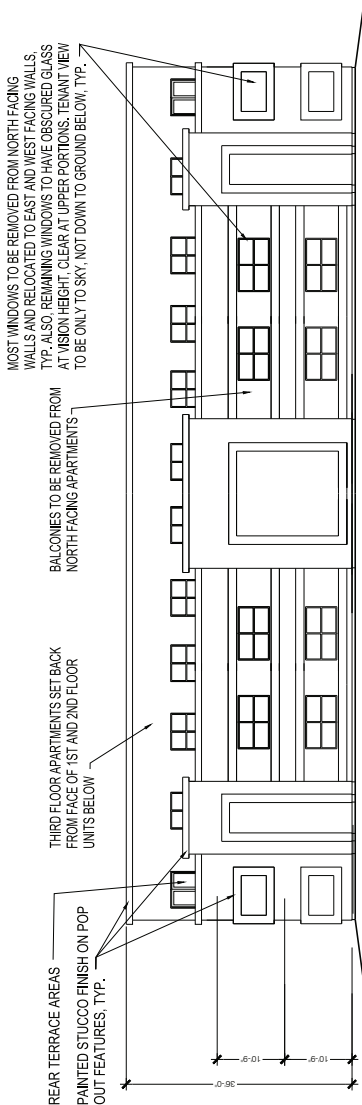 REAR TERRACE AREAS
PAINTED STUCCO FINISH ON POP
OUT FEATURES, TYP.
THIRD FLOOR APARTMENTS SET BACK
FROM FACE OF 1ST AND 2ND FLOOR
UNITS BELOW
BALCONIES TO BE REMOVED FROM
NORTH FACING APARTMENTS
MOST WINDOWS TO BE REMOVED FROM NORTH FACING
WALLS AND RELOCATED TO EAST AND WEST FACING WALLS,
TYP. ALSO, REMAINING WINDOWS TO HAVE OBSCURED GLASS
AT VISION HEIGHT, CLEAR AT UPPER PORTIONS. TENANT VIEW
TO BE ONLY TO SKY, NOT DOWN TO GROUND BELOW, TYP.
36'-0"
10'-9"
10'-9"